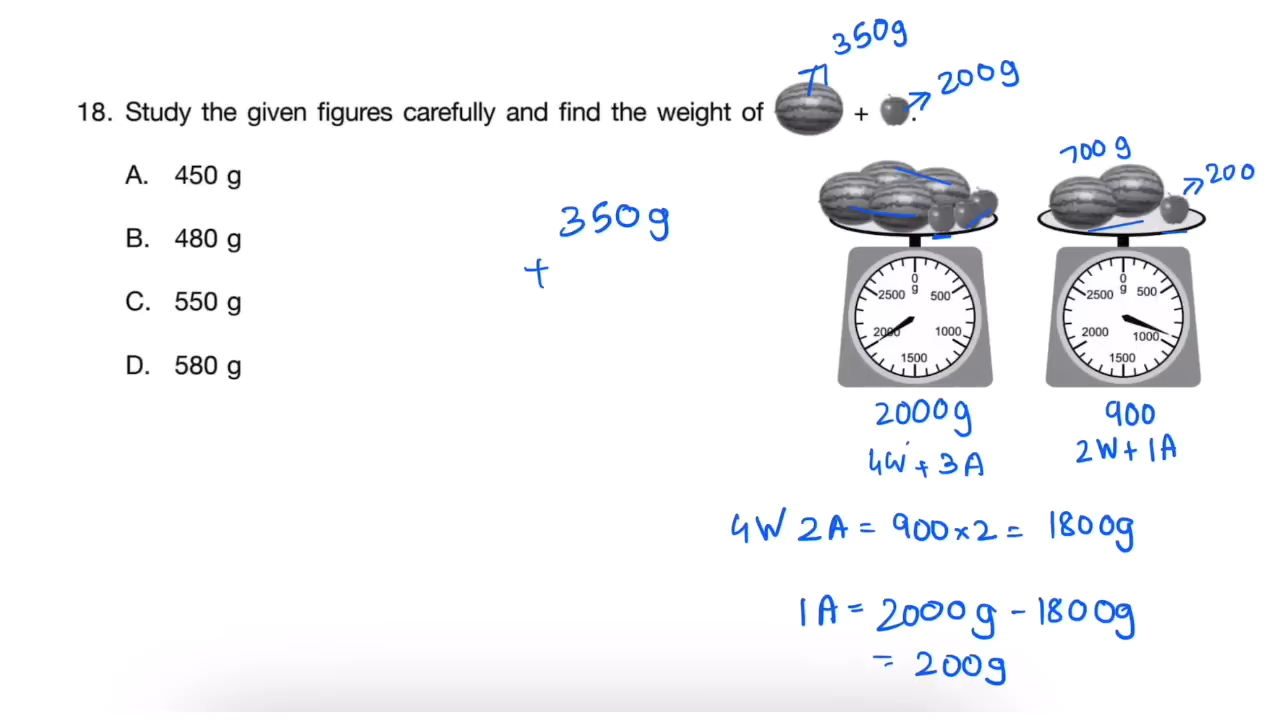 350g
200g
18. Study the given figures carefully and find the weight of + .
A. 450 g
B. 480 g
C. 550 g
D. 580 g
350g
+
700g
200
0
g
500
1000
1500
2000
2500
0
g
500
1000
1500
2000
2500
2000g
4W + 3A
900
2W + 1A
4W 2A = 900×2 = 1800g
1A = 2000g - 1800g
= 200g